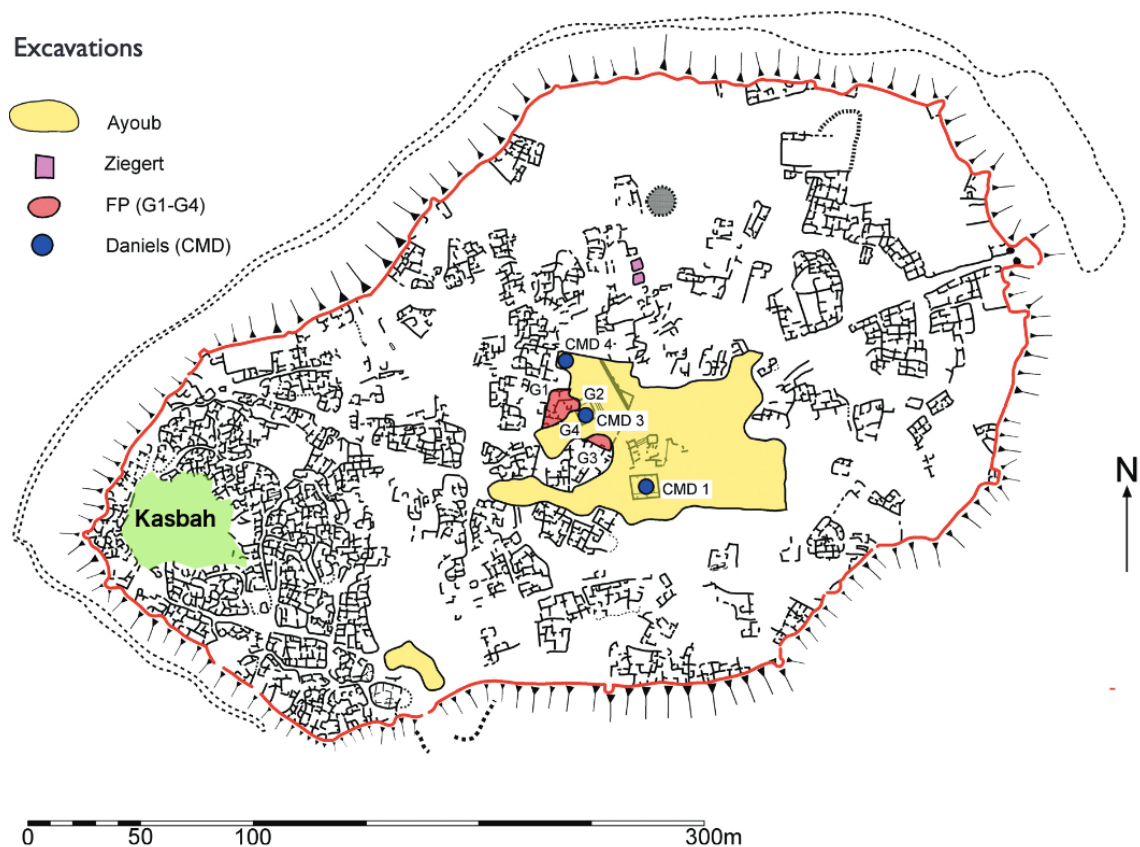 Excavations
Ayoub
Ziegert
FP (G1-G4)
Daniels (CMD)
CMD 4
G1
G2
CMD 3
G4
G3
CMD 1
Kasbah
N
0 50 100 300m